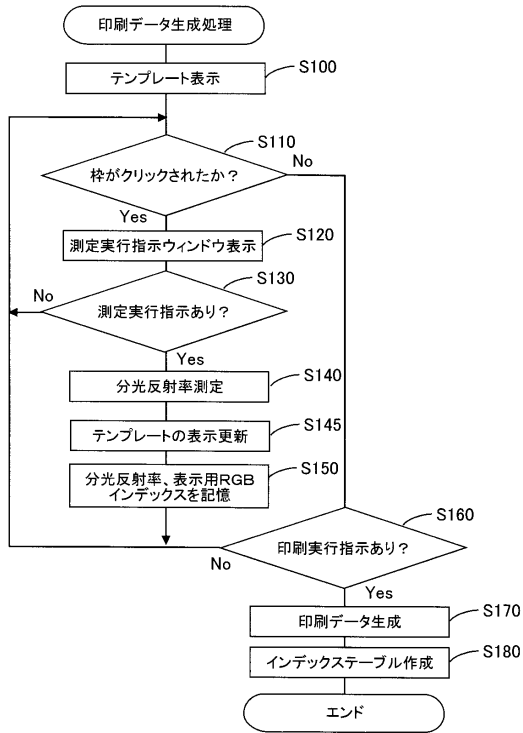 印刷データ生成処理
テンプレート表示
S100
枠がクリックされたか？
S110
No
Yes
測定実行指示ウィンドウ表示
S120
測定実行指示あり？
S130
No
Yes
分光反射率測定
S140
テンプレートの表示更新
S145
分光反射率、表示用RGB
インデックスを記憶
S150
印刷実行指示あり？
S160
No
Yes
印刷データ生成
S170
インデックステーブル作成
S180
エンド